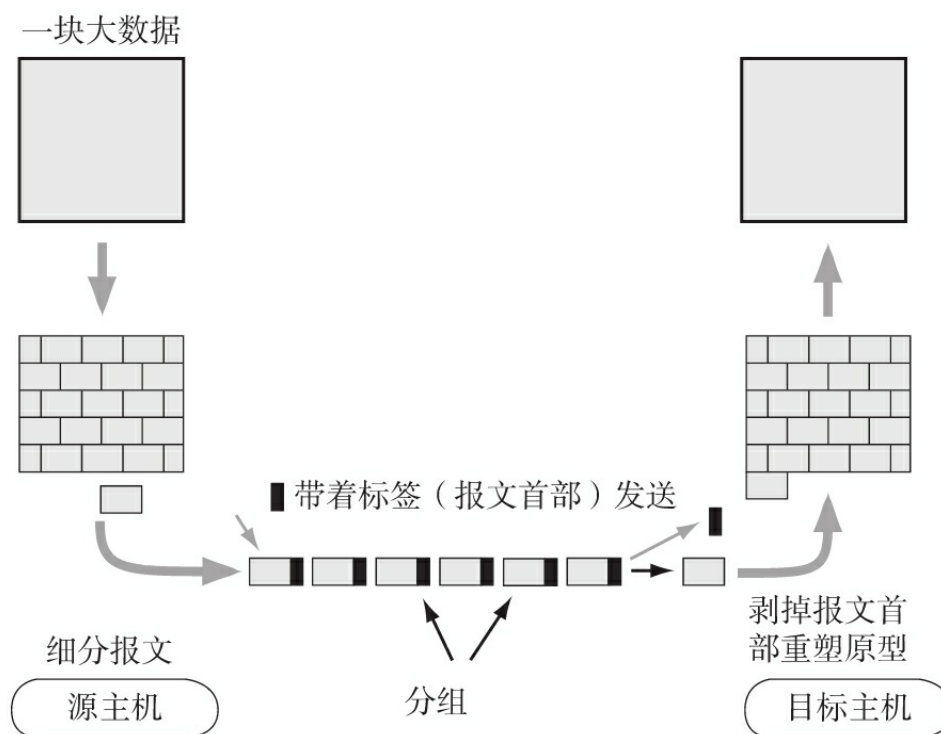 一块大数据
带着标签（报文首部）发送
细分报文
源主机
分组
剥掉报文首
部重塑原型
目标主机